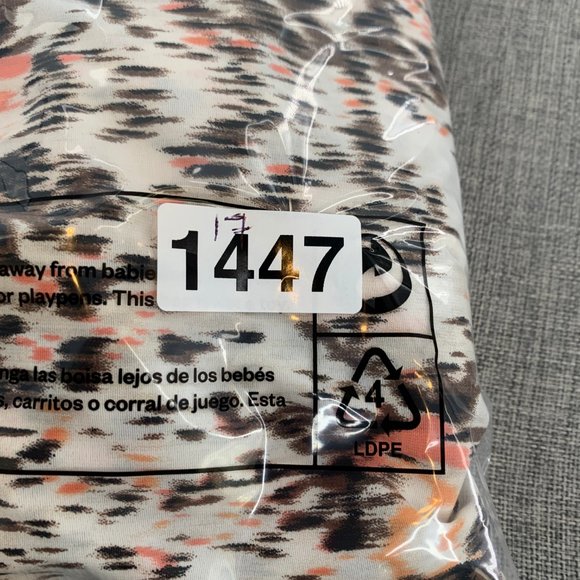 17
1447
away from babie
or playpens. This
nga las bolsa lejos de los bebés
s, carritos o corral de juego. Esta
4
LDPE